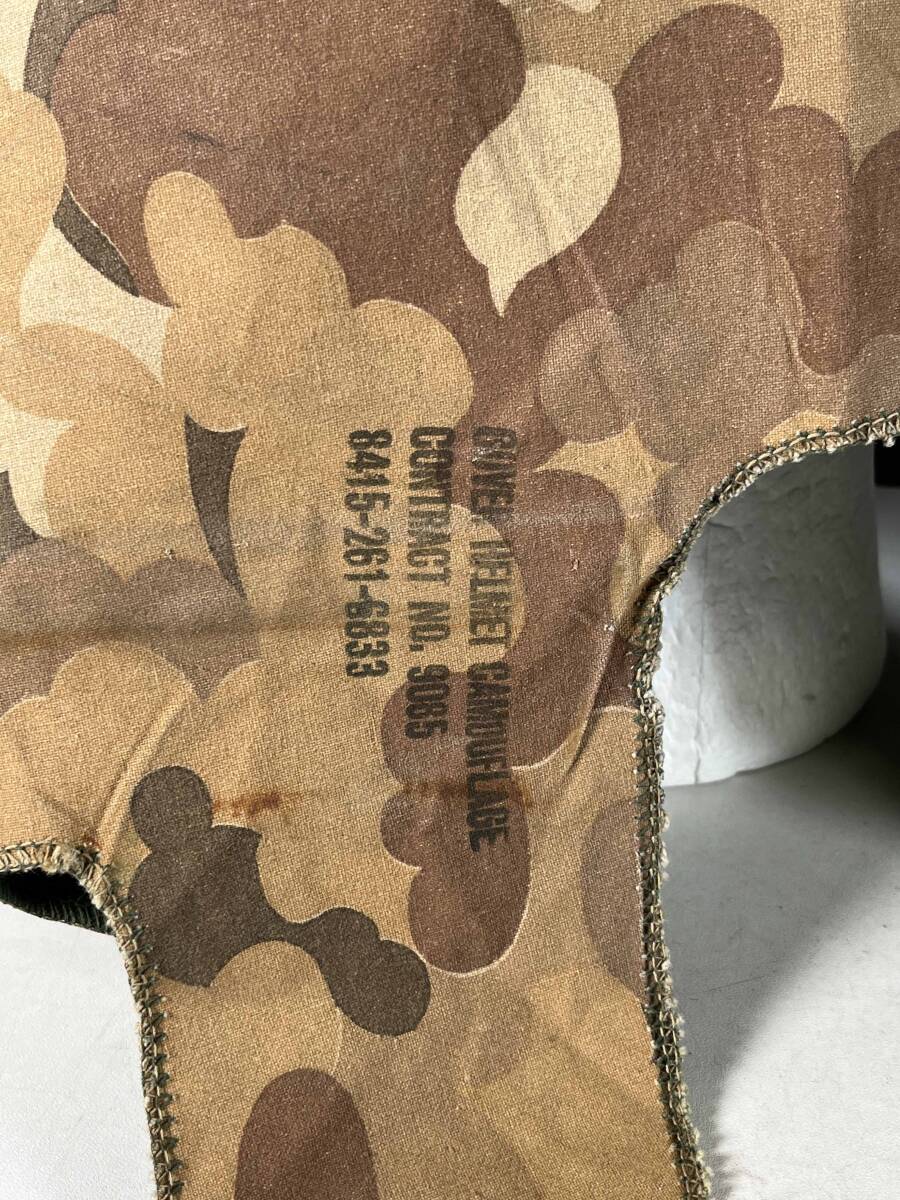 COVER, HELMET CAMOUFLAGE
CONTRACT NO. 9085
8415-261-6833